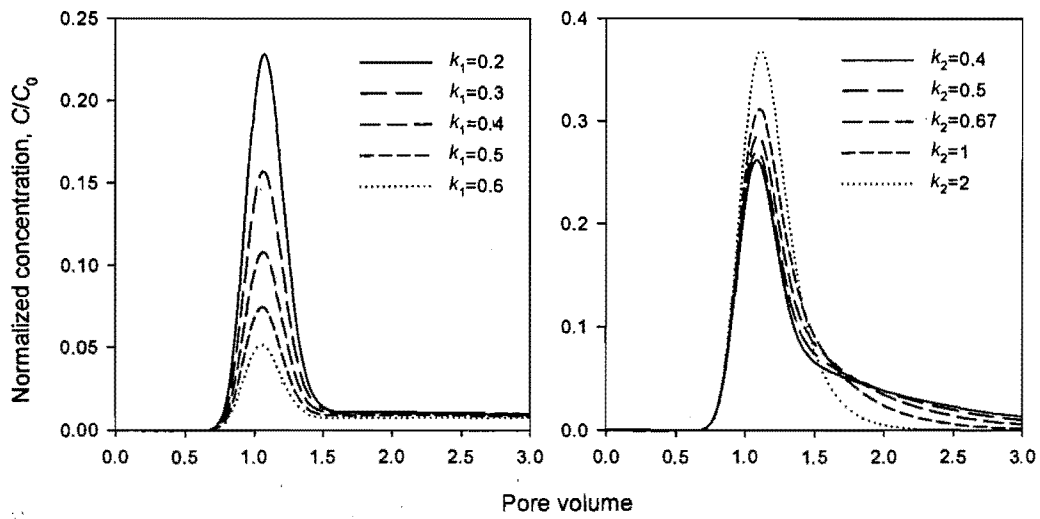 Normalized concentration, C/C₀
0.25
0.20
0.15
0.10
0.05
0.00
k₁=0.2
k₁=0.3
k₁=0.4
k₁=0.5
k₁=0.6
0.0 0.5 1.0 1.5 2.0 2.5 3.0
0.4
0.3
0.2
0.1
0.0
k₂=0.4
k₂=0.5
k₂=0.67
k₂=1
k₂=2
0.0 0.5 1.0 1.5 2.0 2.5 3.0
Pore volume